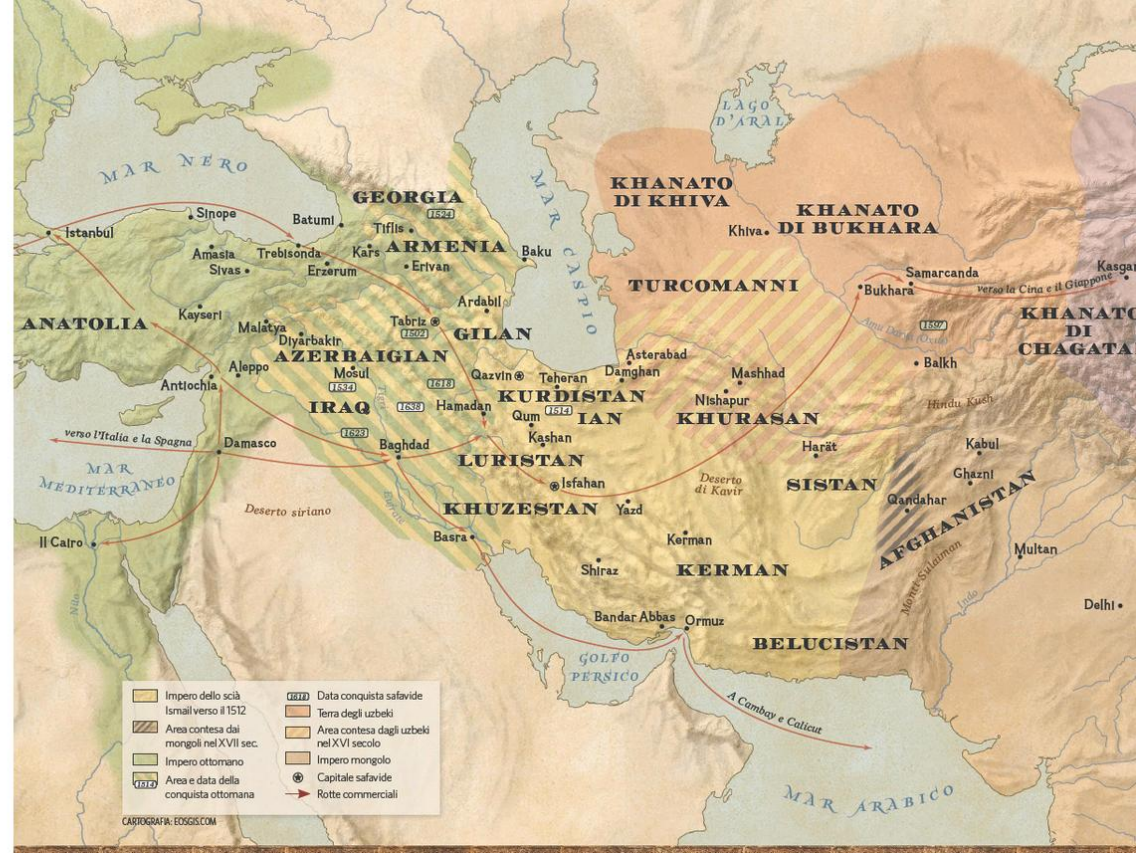 LAGO
D'ARAL
MAR NERO
MAR CASPIO
GEORGIA
1524
KHANATO
DI KHIVA
KHANATO
DI BUKHARA
Sinope
Istanbul
Batumi
Tiflis
Khiva
Amasia
Trebisonda
Kars
ARMENIA
Baku
Sivas
Erzerum
Erivan
Samarcanda
Kasgar
verso la Cina e il Giappone
Bukhara
TURCOMANNI
Ardabil
Kayseri
ANATOLIA
Malatya
Tabriz
1502
GILAN
Amu Darya (Oxus)
1597
KHANATO
DI
CHAGATA
Diyarbakir
AZERBAIGIAN
Asterabad
Aleppo
Mosul
1534
Antiochia
Qazvin
Teheran
Damghan
Mashhad
Balkh
Tigri
1618
KURDISTAN
Nishapur
Hindu Kush
IRAQ
1638
Hamadan
Qum
1514
IAN
KHURASAN
1623
Kashan
verso l'Italia e la Spagna
Damasco
Baghdad
LURISTAN
Harät
Kabul
MAR
MEDITERRANEO
Isfahan
Deserto
di Kavir
SISTAN
Ghazni
Eufrate
KHUZESTAN
Yazd
Qandahar
AFGHANISTAN
Deserto siriano
Il Cairo
Basra
Kerman
Multan
Shiraz
KERMAN
Monti Sulaiman
Indo
Nilo
Delhi
Bandar Abbas
Ormuz
BELUCISTAN
GOLFO
PERSICO
A Cambay e Calicut
MAR ARABICO
Impero dello scià
Ismail verso il 1512
Area contesa dai
mongoli nel XVII sec.
Impero ottomano
1514
Area e data della
conquista ottomana
1618
Data conquista safavide
Terra degli uzbeki
Area contesa dagli uzbeki
nel XVI secolo
Impero mongolo
Capitale safavide
Rotte commerciali
CARTOGRAFIA: EOSGIS.COM